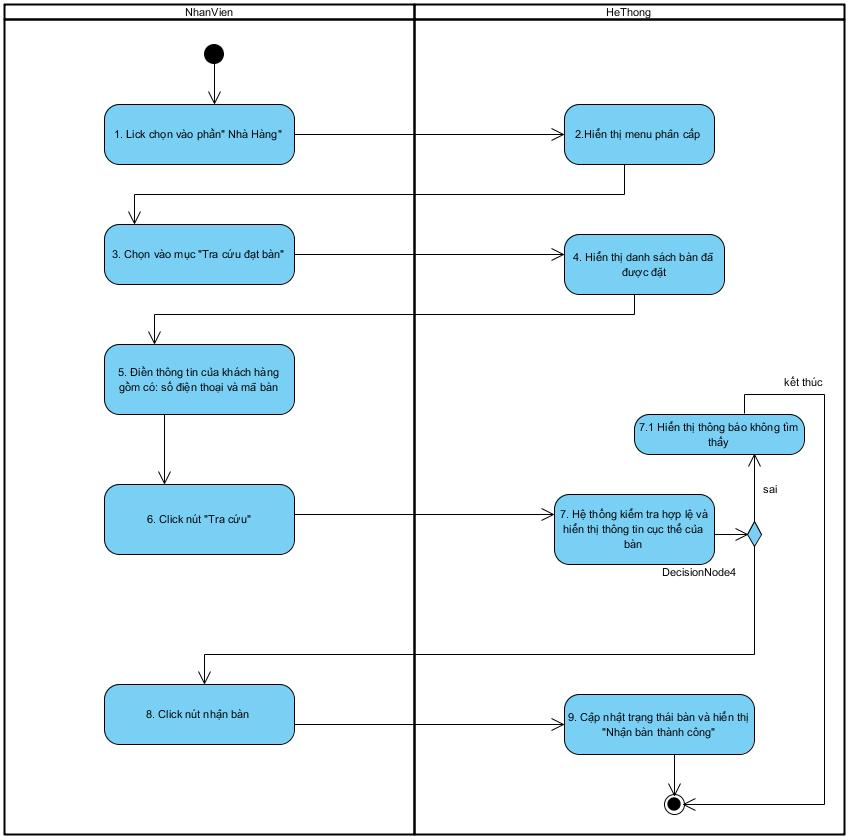 NhanVien
HeThong
1. Lick chọn vào phần" Nhà Hàng"
2.Hiển thị menu phân cấp
3. Chọn vào mục "Tra cứu đặt bàn"
4. Hiển thị danh sách bàn đã
được đặt
5. Điền thông tin của khách hàng
gồm có: số điện thoại và mã bàn
kết thúc
7.1 Hiển thị thông báo không tìm
thấy
sai
6. Click nút "Tra cứu"
7. Hệ thống kiểm tra hợp lệ và
hiển thị thông tin cục thể của
bàn
DecisionNode4
8. Click nút nhận bàn
9. Cập nhật trạng thái bàn và hiển thị
"Nhận bàn thành công"